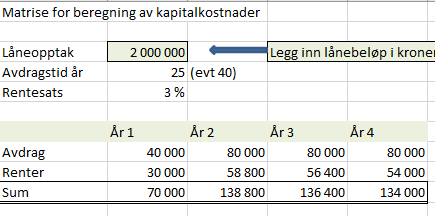 Matrise for beregning av kapitalkostnader
Låneopptak 2 000 000 Legg inn lånebeløp i kroner
Avdragstid år 25 (evt 40)
Rentesats 3 %
År 1 År 2 År 3 År 4
Avdrag 40 000 80 000 80 000 80 000
Renter 30 000 58 800 56 400 54 000
Sum 70 000 138 800 136 400 134 000